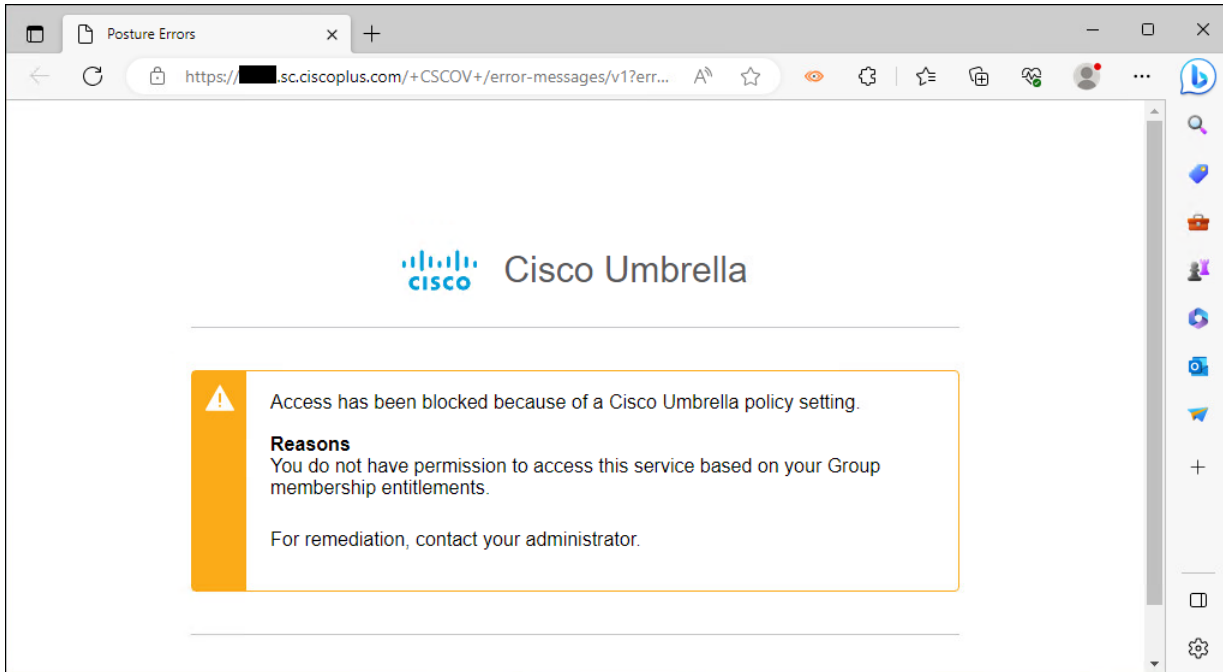 Posture Errors
https://.sc.ciscoplus.com/+CSCOV+/error-messages/v1?err...
CISCO
Cisco Umbrella
Access has been blocked because of a Cisco Umbrella policy setting.
Reasons
You do not have permission to access this service based on your Group
membership entitlements.
For remediation, contact your administrator.